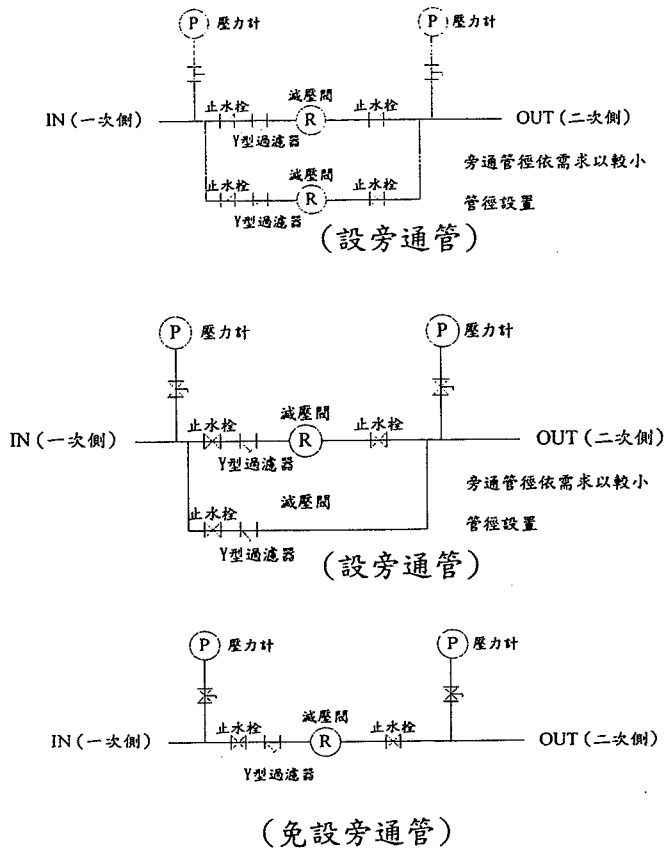 P 壓力計 P 壓力計
減壓閥
止水栓 止水栓
IN (一次側) R OUT (二次側)
Y型過濾器
減壓閥 旁通管徑依需求以較小
止水栓 止水栓
R 管徑設置
Y型過濾器
(設旁通管)
P 壓力計 P 壓力計
減壓閥
止水栓 止水栓
IN (一次側) R OUT (二次側)
Y型過濾器
旁通管徑依需求以較小
減壓閥
止水栓 管徑設置
Y型過濾器
(設旁通管)
P 壓力計 P 壓力計
減壓閥
止水栓 止水栓
IN (一次側) R OUT (二次側)
Y型過濾器
(免設旁通管)